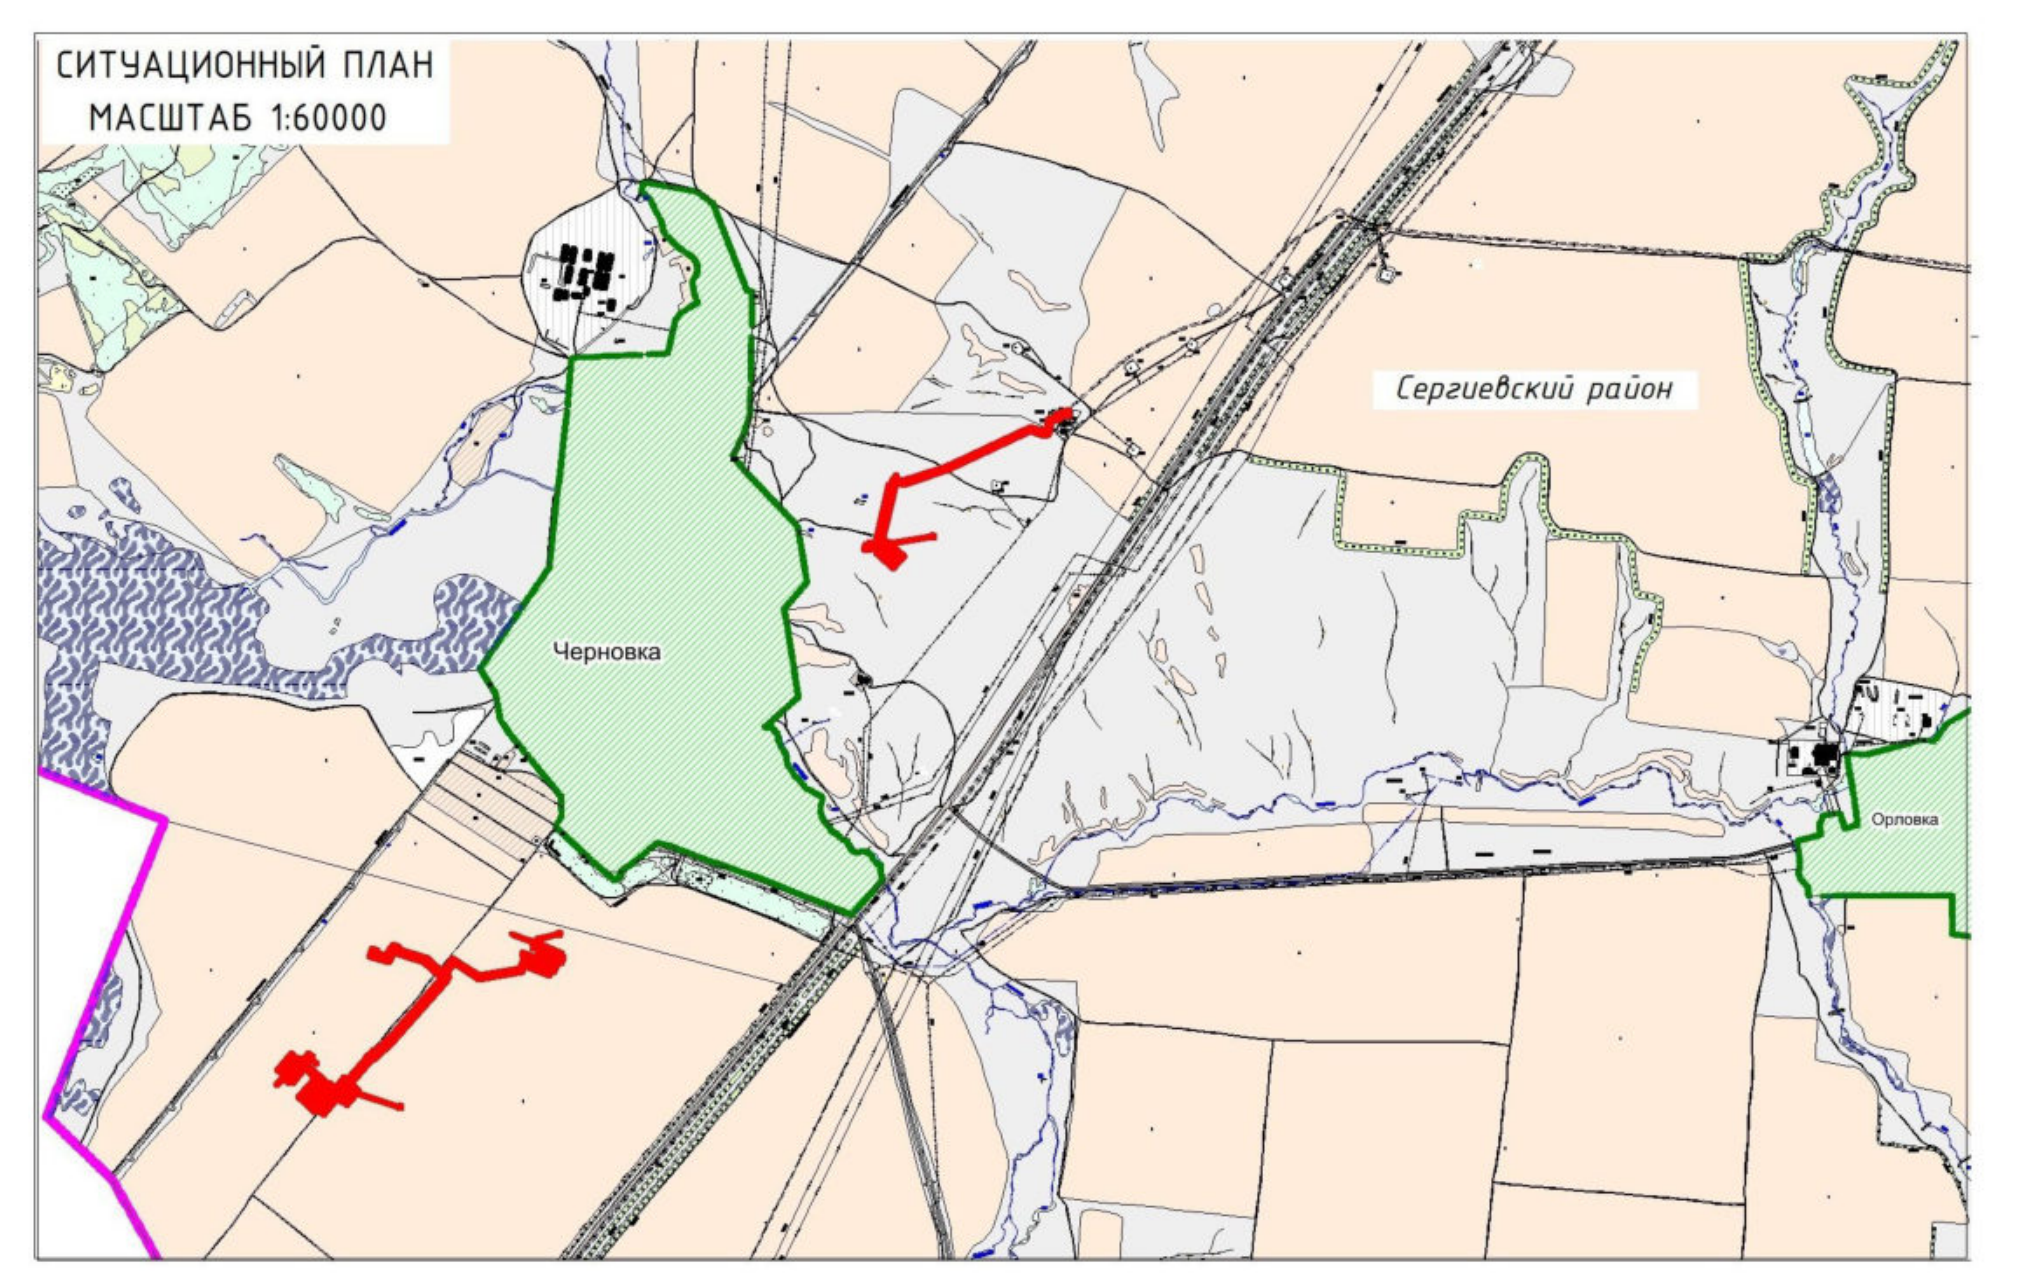 СИТУАЦИОННЫЙ ПЛАН
МАСШТАБ 1:60000
Сергиевский район
Черновка
Орловка